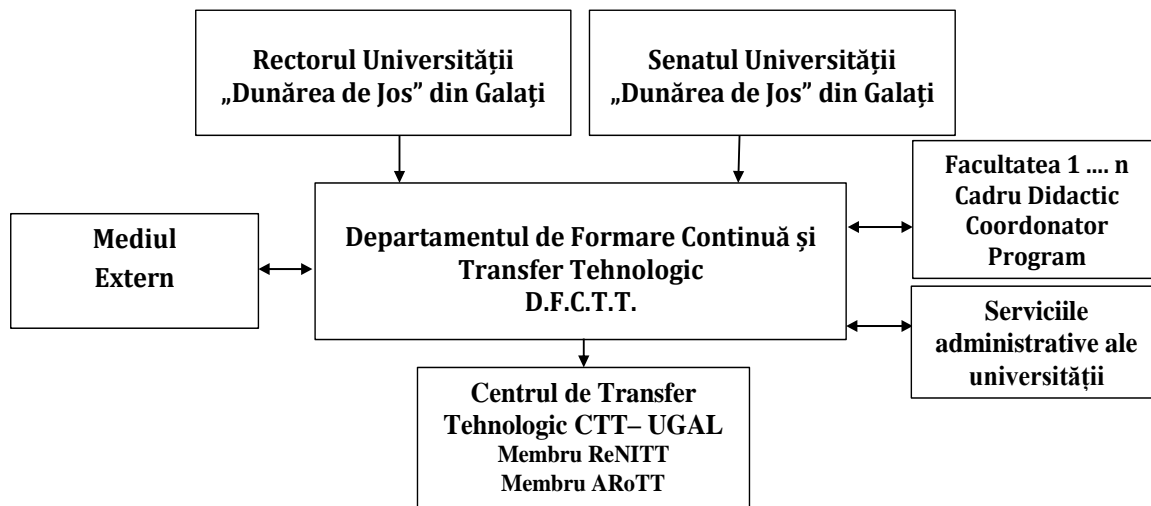 Rectorul Universității
„Dunărea de Jos” din Galați
Senatul Universității
„Dunărea de Jos” din Galați
Facultatea 1 .... n
Cadru Didactic
Coordonator
Program
Mediul
Extern
Departamentul de Formare Continuă și
Transfer Tehnologic
D.F.C.T.T.
Serviciile
administrative ale
universității
Centrul de Transfer
Tehnologic CTT– UGAL
Membru ReNITT
Membru ARoTT